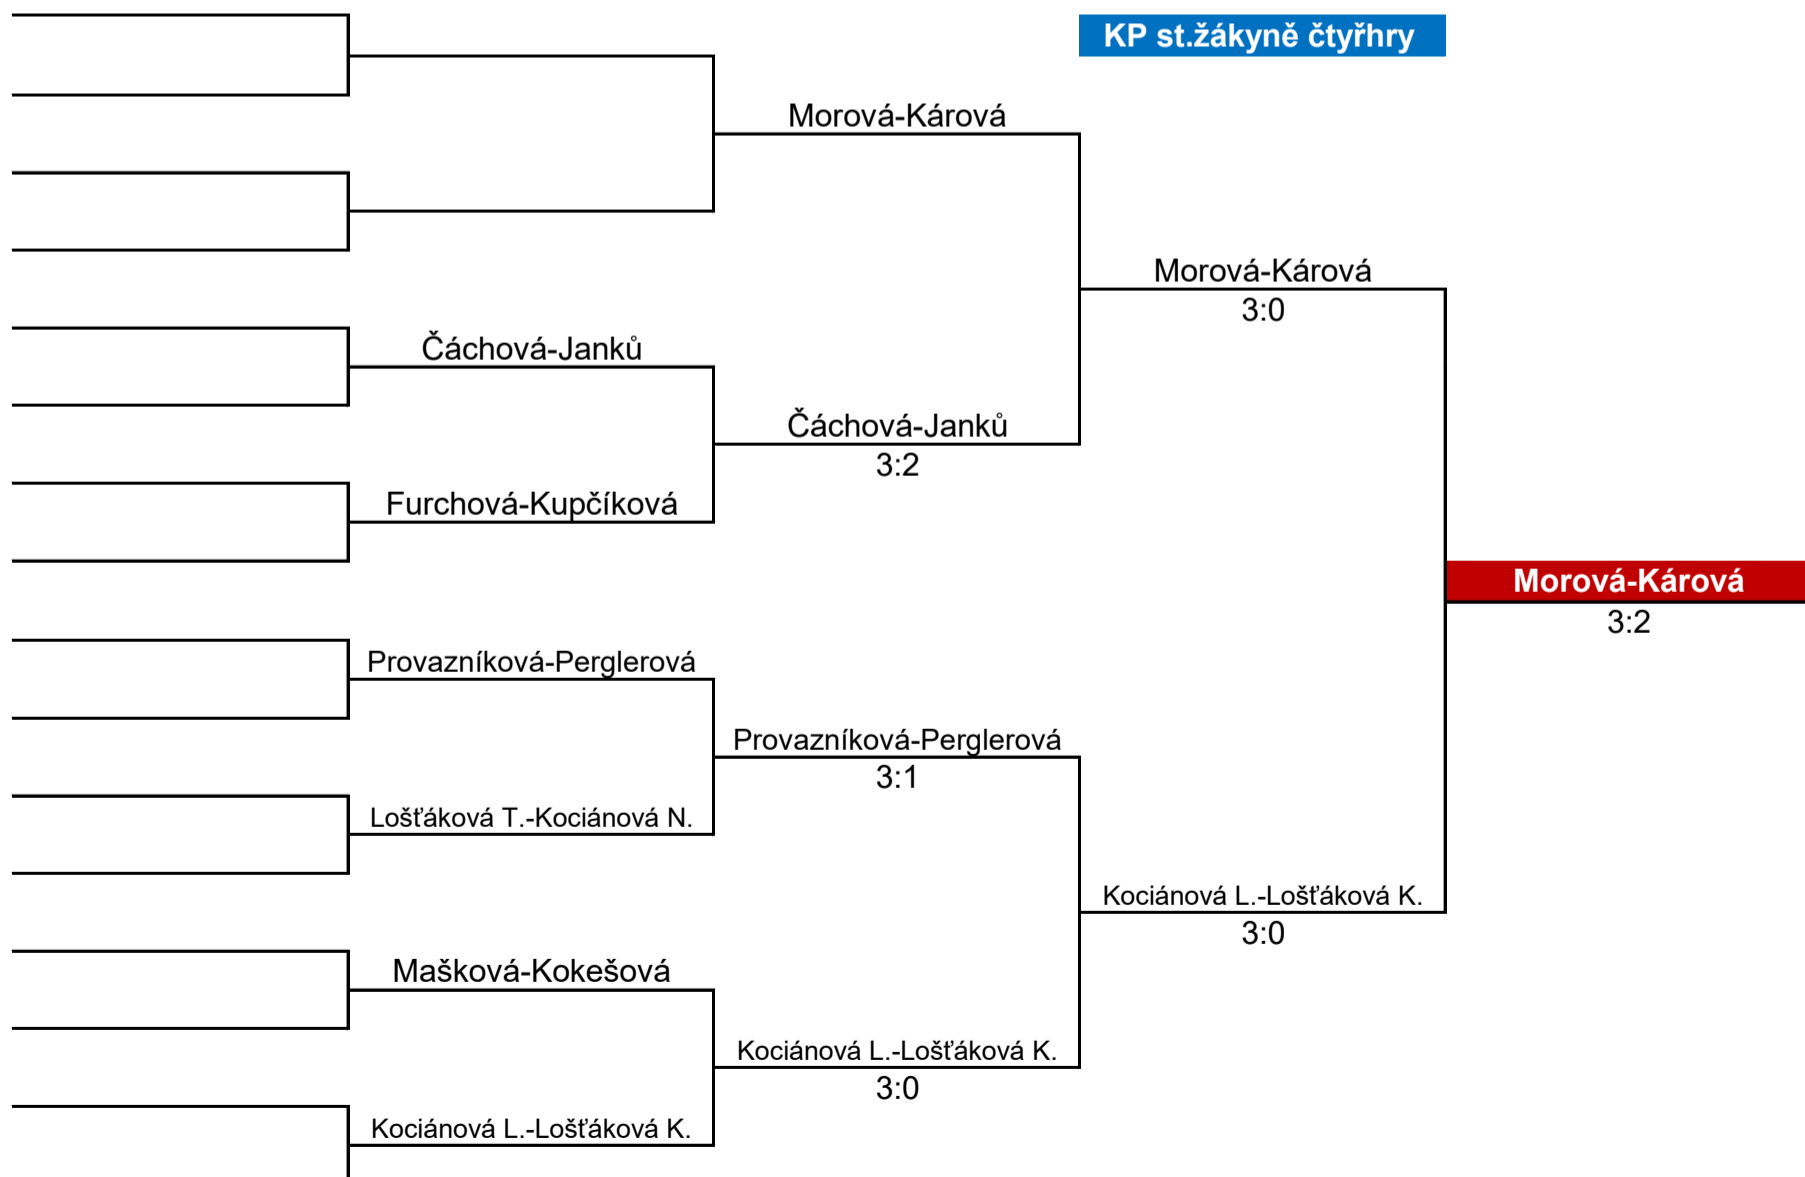 KP st.žákyně čtyřhry
Morová-Kárová
Morová-Kárová
3:0
Čáchová-Janků
Čáchová-Janků
3:2
Furchová-Kupčíková
Morová-Kárová
3:2
Provazníková-Perglerová
Provazníková-Perglerová
3:1
Lošťáková T.-Kociánová N.
Kociánová L.-Lošťáková K.
3:0
Mašková-Kokešová
Kociánová L.-Lošťáková K.
3:0
Kociánová L.-Lošťáková K.